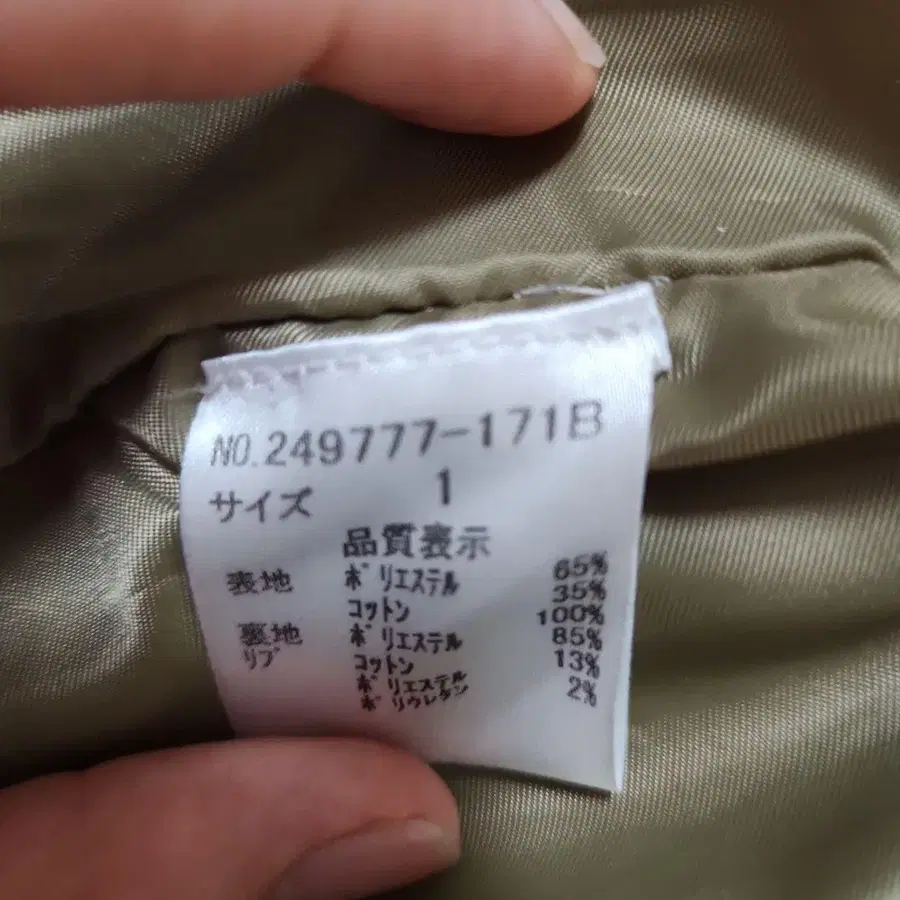 NO.249777-171B
サイズ 1
品質表示
表地 ポリエステル 65%
コットン 35%
裏地 ポリエステル 100%
リブ コットン 85%
ポリエステル 13%
ポリウレタン 2%